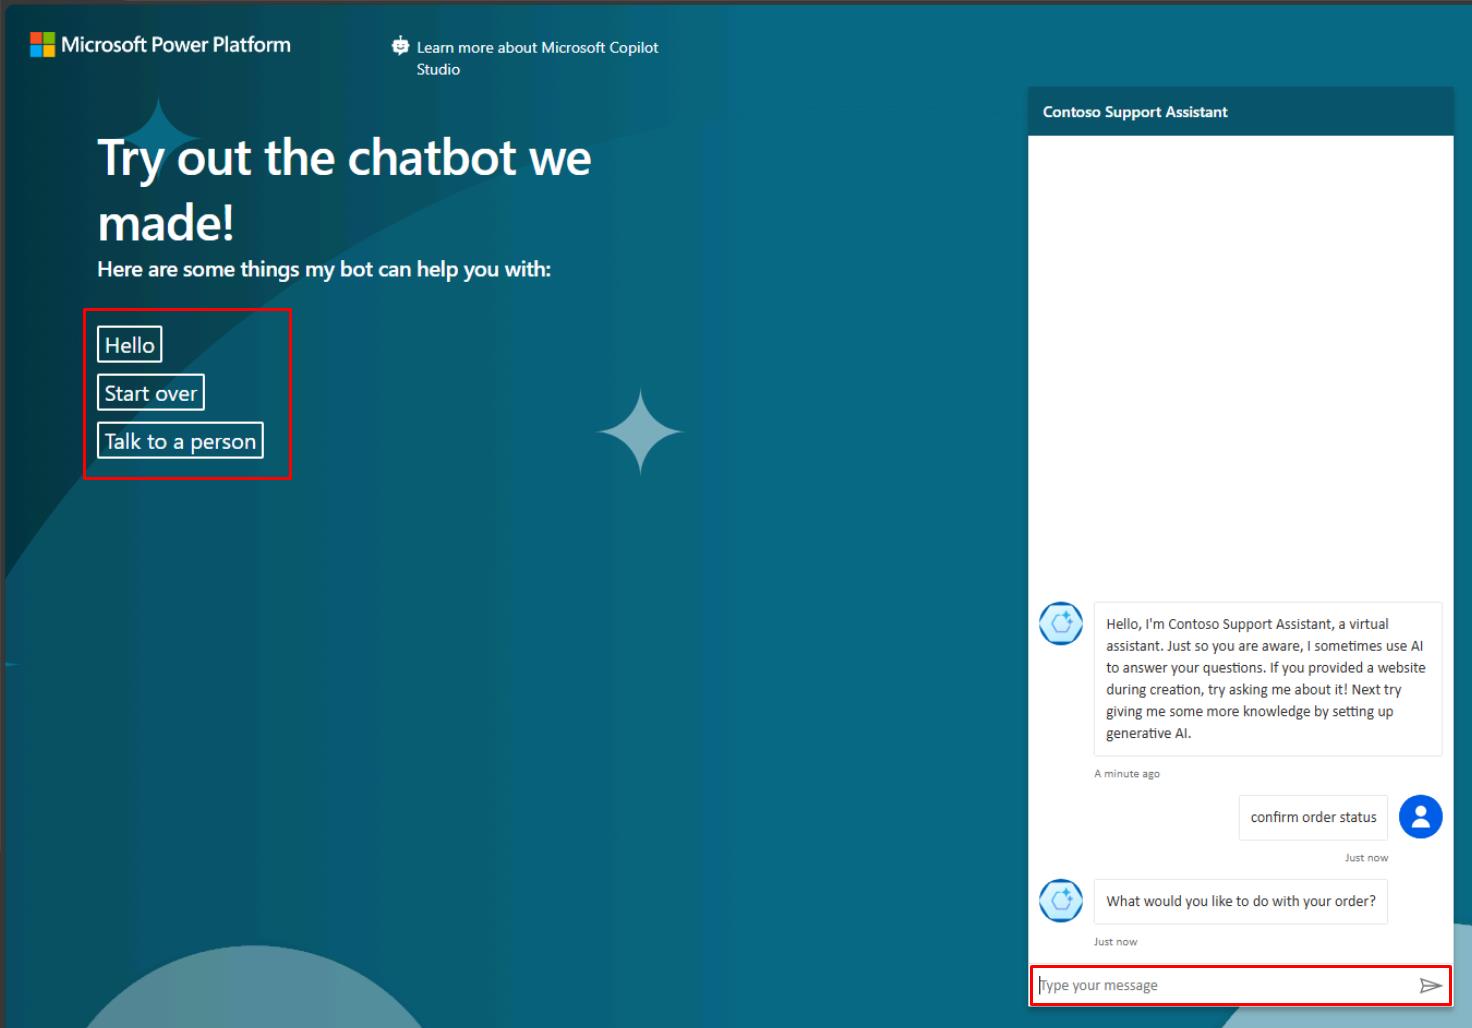 Microsoft Power Platform
Learn more about Microsoft Copilot
Studio
Try out the chatbot we
made!
Here are some things my bot can help you with:
Hello
Start over
Talk to a person
Contoso Support Assistant
Hello, I'm Contoso Support Assistant, a virtual
assistant. Just so you are aware, I sometimes use AI
to answer your questions. If you provided a website
during creation, try asking me about it! Next try
giving me some more knowledge by setting up
generative AI.
A minute ago
confirm order status
Just now
What would you like to do with your order?
Just now
Type your message